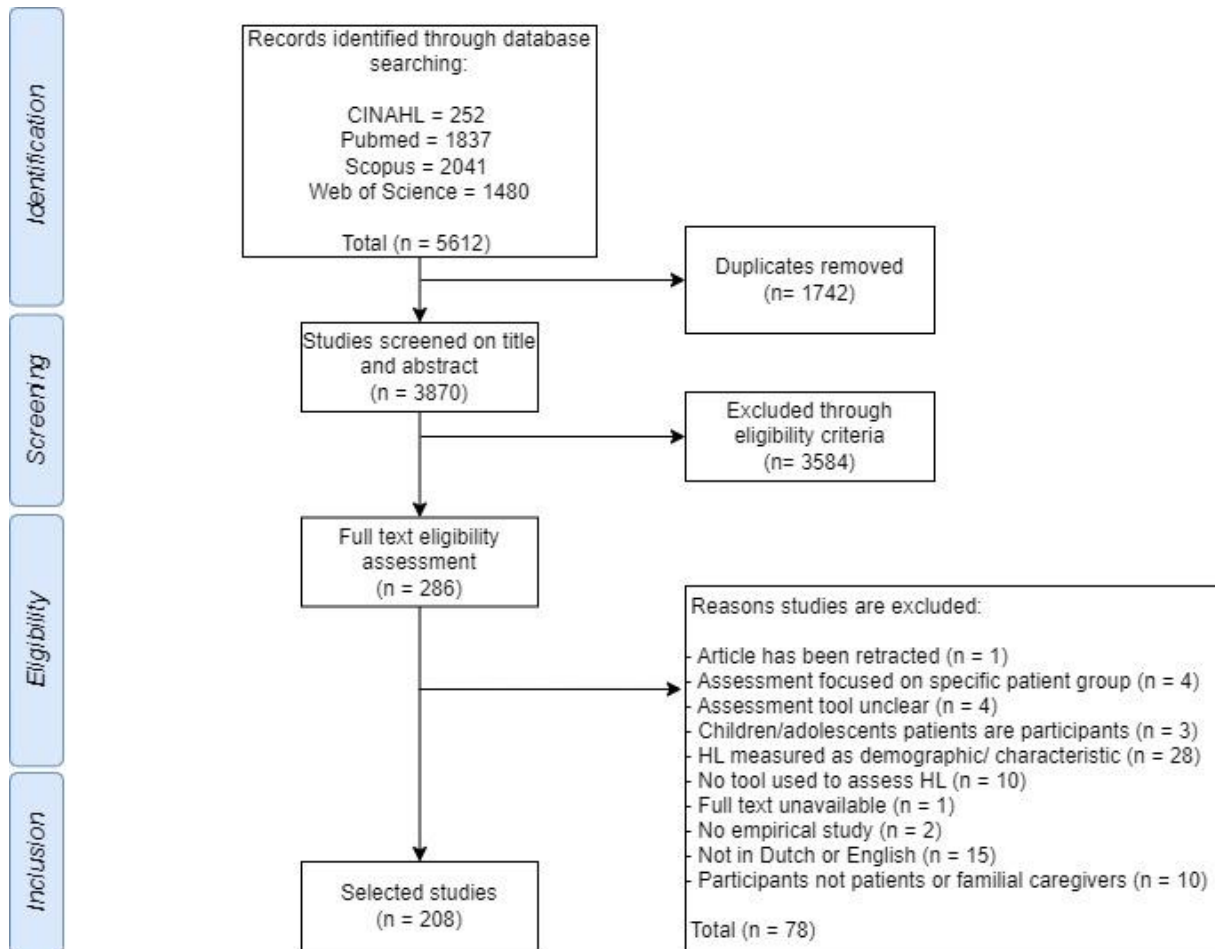 Identification
Records identified through database
searching:
CINAHL = 252
Pubmed = 1837
Scopus = 2041
Web of Science = 1480
Total (n = 5612)
Duplicates removed
(n= 1742)
Screening
Studies screened on title
and abstract
(n = 3870)
Excluded through
eligibility criteria
(n= 3584)
Eligibility
Full text eligibility
assessment
(n = 286)
Reasons studies are excluded:
- Article has been retracted (n = 1)
- Assessment focused on specific patient group (n = 4)
- Assessment tool unclear (n = 4)
- Children/adolescents patients are participants (n = 3)
- HL measured as demographic/ characteristic (n = 28)
- No tool used to assess HL (n = 10)
- Full text unavailable (n = 1)
- No empirical study (n = 2)
- Not in Dutch or English (n = 15)
- Participants not patients or familial caregivers (n = 10)
Total (n = 78)
Inclusion
Selected studies
(n = 208)